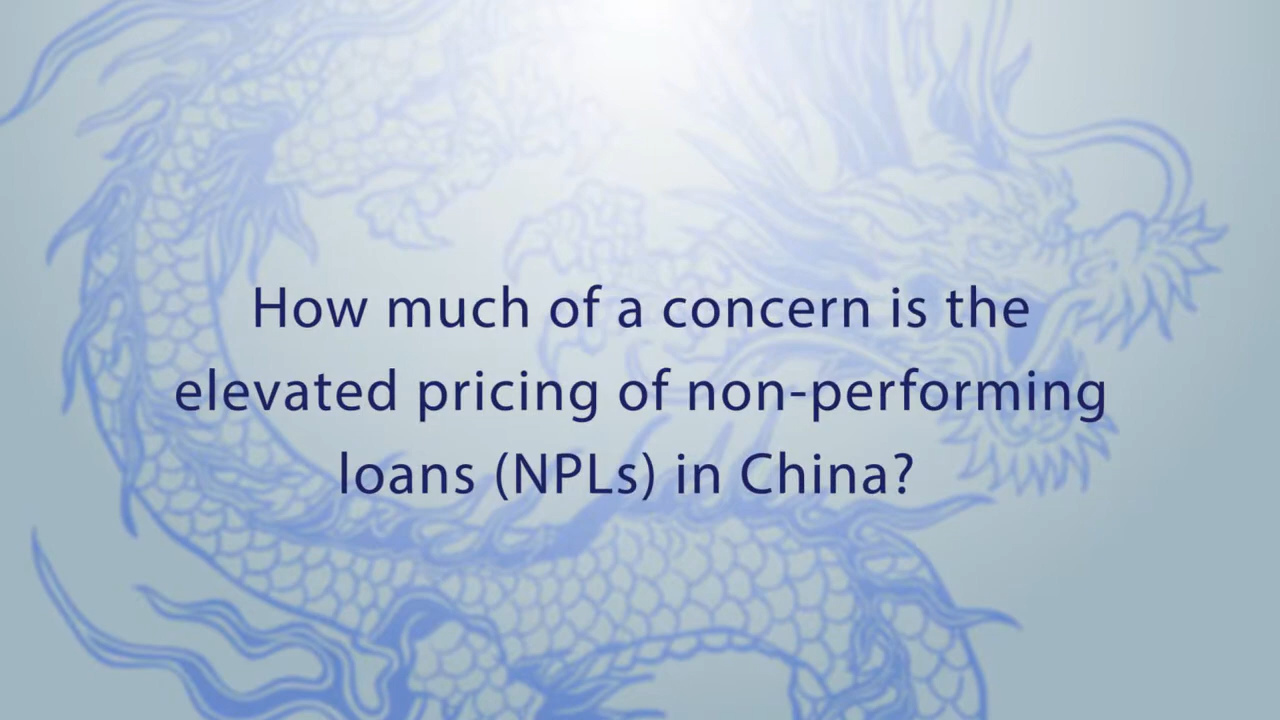 How much of a concern is the
elevated pricing of non-performing
loans (NPLs) in China?